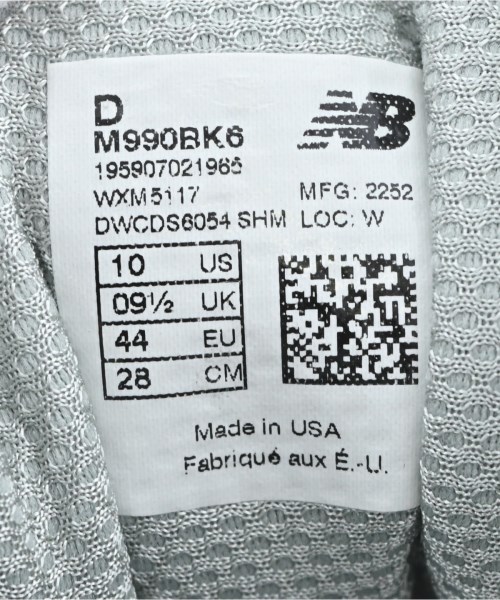 D
M990BK6
NB
195907021965
WXM5117 MFG: 2252
DWCDS6054 SHM LOC: W
10 US
09½ UK
44 EU
28 CM
Made in USA
Fabriqué aux É.-U.